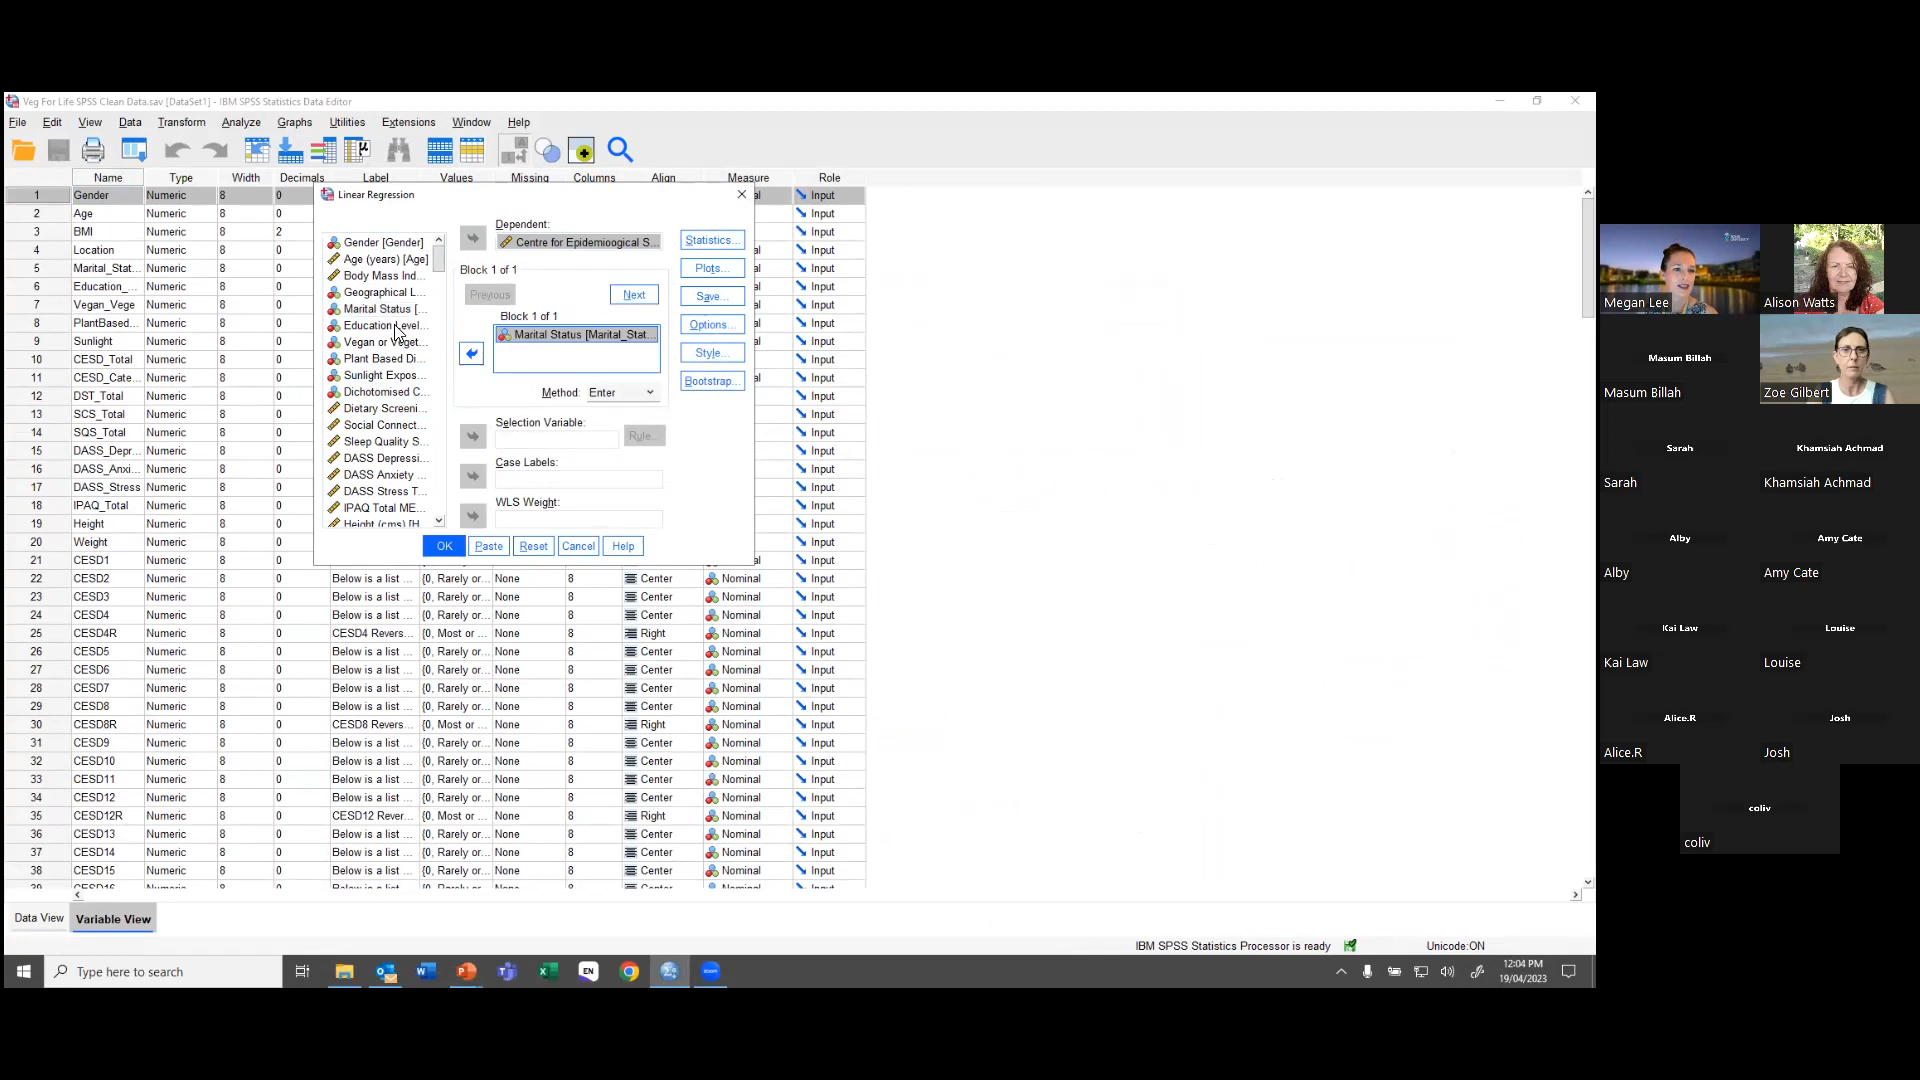 Veg For Life SPSS Clean Data.sav [DataSet1] - IBM SPSS Statistics Data Editor
File Edit View Data Transform Analyze Graphs Utilities Extensions Window Help
Name Type Width Decimals Label Values Missing Columns Align Measure Role
1 Gender Numeric 8 0 Input
2 Age Numeric 8 0 Input
3 BMI Numeric 8 2 Input
4 Location Numeric 8 0 Input
5 Marital_Stat... Numeric 8 0 Input
6 Education_... Numeric 8 0 Input
7 Vegan_Vege Numeric 8 0 Input
8 PlantBased... Numeric 8 0 Input
9 Sunlight Numeric 8 0 Input
10 CESD_Total Numeric 8 0 Input
11 CESD_Cate... Numeric 8 0 Input
12 DST_Total Numeric 8 0 Input
13 SCS_Total Numeric 8 0 Input
14 SQS_Total Numeric 8 0 Input
15 DASS_Depr... Numeric 8 0 Input
16 DASS_Anxi... Numeric 8 0 Input
17 DASS_Stress Numeric 8 0 Input
18 IPAQ_Total Numeric 8 0 Input
19 Height Numeric 8 0 Input
20 Weight Numeric 8 0 Input
21 CESD1 Numeric 8 0 Input
22 CESD2 Numeric 8 0 Below is a list ... {0, Rarely or... None 8 Center Nominal Input
23 CESD3 Numeric 8 0 Below is a list ... {0, Rarely or... None 8 Center Nominal Input
24 CESD4 Numeric 8 0 Below is a list ... {0, Rarely or... None 8 Center Nominal Input
25 CESD4R Numeric 8 0 CESD4 Revers... {0, Most or ... None 8 Right Nominal Input
26 CESD5 Numeric 8 0 Below is a list ... {0, Rarely or... None 8 Center Nominal Input
27 CESD6 Numeric 8 0 Below is a list ... {0, Rarely or... None 8 Center Nominal Input
28 CESD7 Numeric 8 0 Below is a list ... {0, Rarely or... None 8 Center Nominal Input
29 CESD8 Numeric 8 0 Below is a list ... {0, Rarely or... None 8 Center Nominal Input
30 CESD8R Numeric 8 0 CESD8 Revers... {0, Most or ... None 8 Right Nominal Input
31 CESD9 Numeric 8 0 Below is a list ... {0, Rarely or... None 8 Center Nominal Input
32 CESD10 Numeric 8 0 Below is a list ... {0, Rarely or... None 8 Center Nominal Input
33 CESD11 Numeric 8 0 Below is a list ... {0, Rarely or... None 8 Center Nominal Input
34 CESD12 Numeric 8 0 Below is a list ... {0, Rarely or... None 8 Center Nominal Input
35 CESD12R Numeric 8 0 CESD12 Rever... {0, Most or ... None 8 Right Nominal Input
36 CESD13 Numeric 8 0 Below is a list ... {0, Rarely or... None 8 Center Nominal Input
37 CESD14 Numeric 8 0 Below is a list ... {0, Rarely or... None 8 Center Nominal Input
38 CESD15 Numeric 8 0 Below is a list ... {0, Rarely or... None 8 Center Nominal Input
Linear Regression
Gender [Gender]
Age (years) [Age]
Body Mass Ind...
Geographical L...
Marital Status [...
Education Level...
Vegan or Veget...
Plant Based Di...
Sunlight Expos...
Dichotomised C...
Dietary Screeni...
Social Connect...
Sleep Quality S...
DASS Depressi...
DASS Anxiety ...
DASS Stress T...
IPAQ Total ME...
Height (cms) [H...
Dependent:
Centre for Epidemioogical S...
Block 1 of 1
Previous Next
Block 1 of 1
Marital Status [Marital_Stat...
Method: Enter
Selection Variable:
Rule...
Case Labels:
WLS Weight:
Statistics...
Plots...
Save...
Options...
Style...
Bootstrap...
OK Paste Reset Cancel Help
Data View Variable View
IBM SPSS Statistics Processor is ready Unicode:ON
Type here to search
EN
zoom
12:04 PM
19/04/2023
Megan Lee
Alison Watts
Masum Billah
Masum Billah
Zoe Gilbert
Sarah
Sarah
Khamsiah Achmad
Khamsiah Achmad
Alby
Alby
Amy Cate
Amy Cate
Kai Law
Kai Law
Louise
Louise
Alice.R
Alice.R
Josh
Josh
coliv
coliv